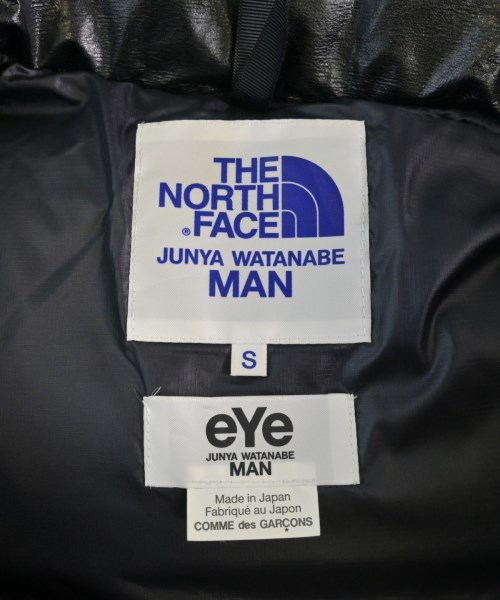 THE
NORTH
FACE®
JUNYA WATANABE
MAN
S
eYe
JUNYA WATANABE
MAN
Made in Japan
Fabriqué au Japon
COMME des GARÇONS